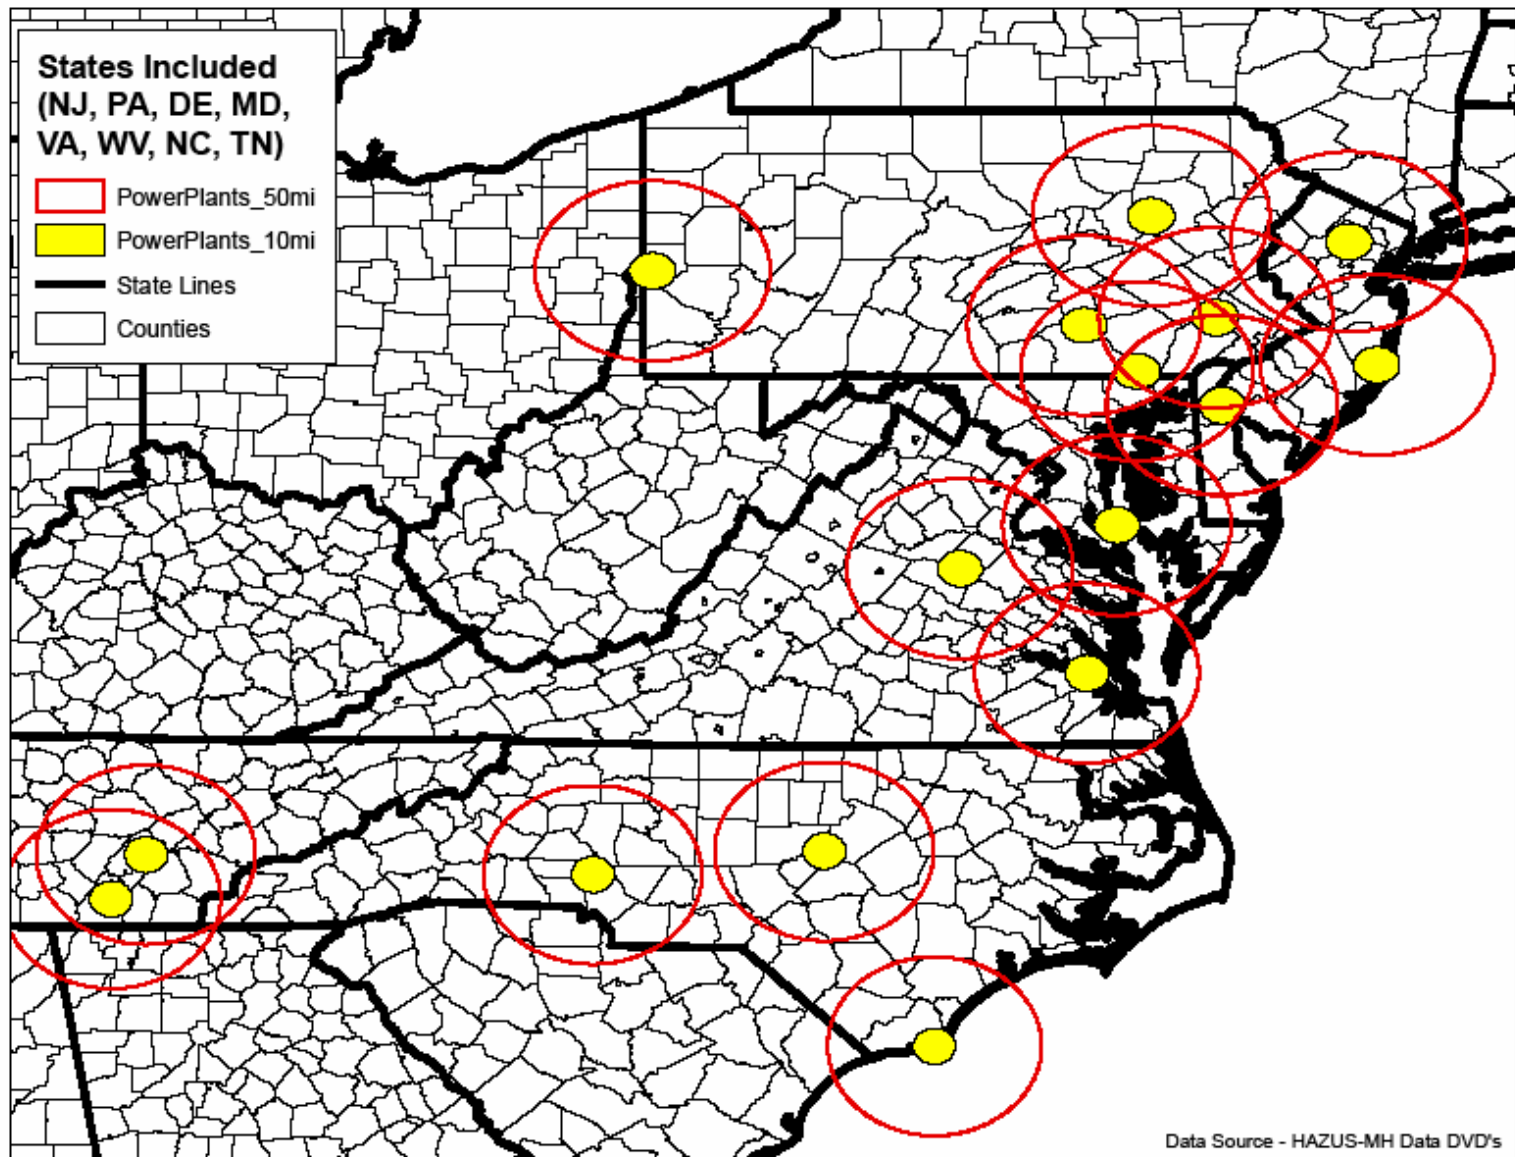 States Included
(NJ, PA, DE, MD,
VA, WV, NC, TN)
PowerPlants_50mi
PowerPlants_10mi
State Lines
Counties
Data Source - HAZUS-MH Data DVD's